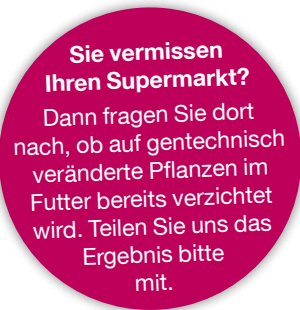 Sie vermissen
Ihren Supermarkt?
Dann fragen Sie dort
nach, ob auf gentechnisch
veränderte Pflanzen im
Futter bereits verzichtet
wird. Teilen Sie uns das
Ergebnis bitte
mit.